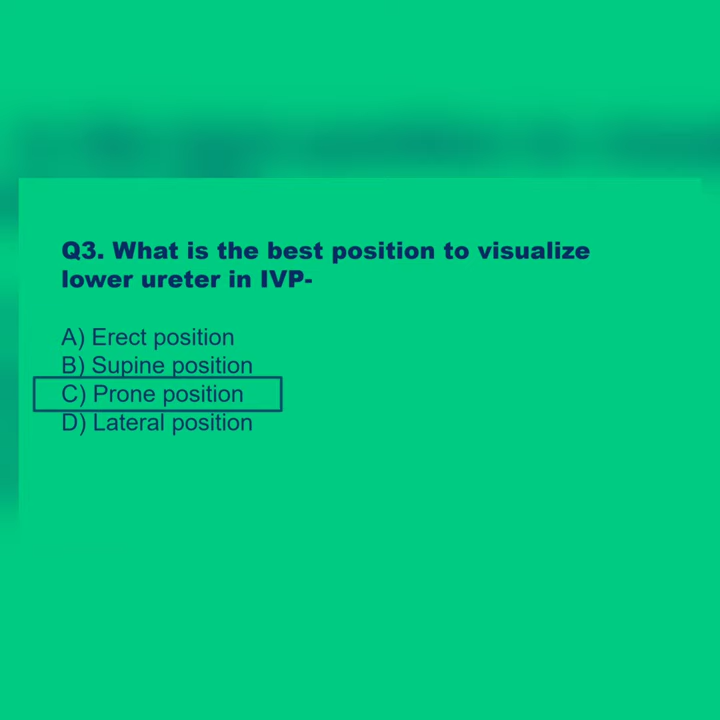 Q3. What is the best position to visualize
lower ureter in IVP-
A) Erect position
B) Supine position
C) Prone position
D) Lateral position